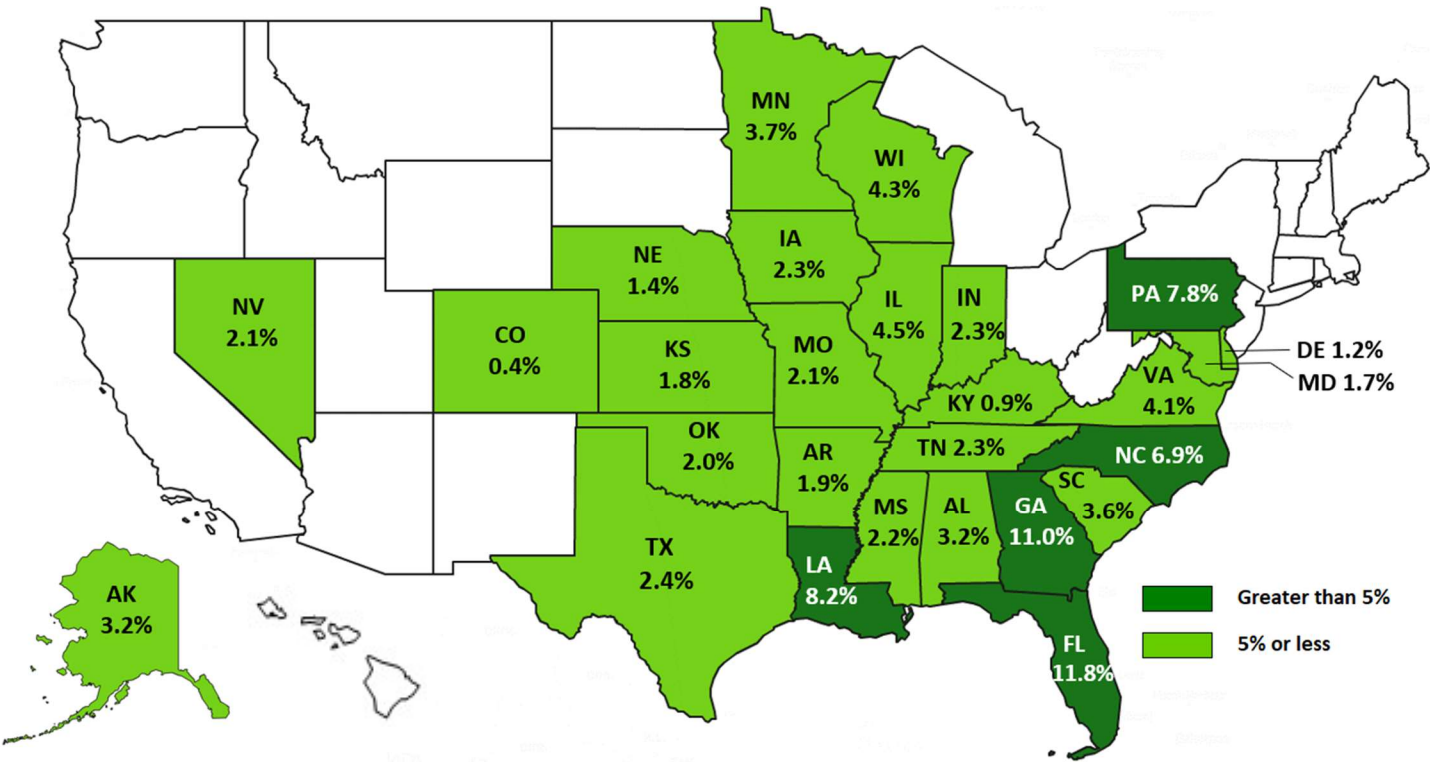 MN
3.7%
WI
4.3%
IA
2.3%
NE
1.4%
NV
2.1%
CO
0.4%
KS
1.8%
MO
2.1%
IL
4.5%
IN
2.3%
PA 7.8%
DE 1.2%
MD 1.7%
VA
4.1%
KY 0.9%
NC 6.9%
TN 2.3%
OK
2.0%
AR
1.9%
SC
3.6%
MS
2.2%
AL
3.2%
GA
11.0%
TX
2.4%
LA
8.2%
AK
3.2%
FL
11.8%
Greater than 5%
5% or less